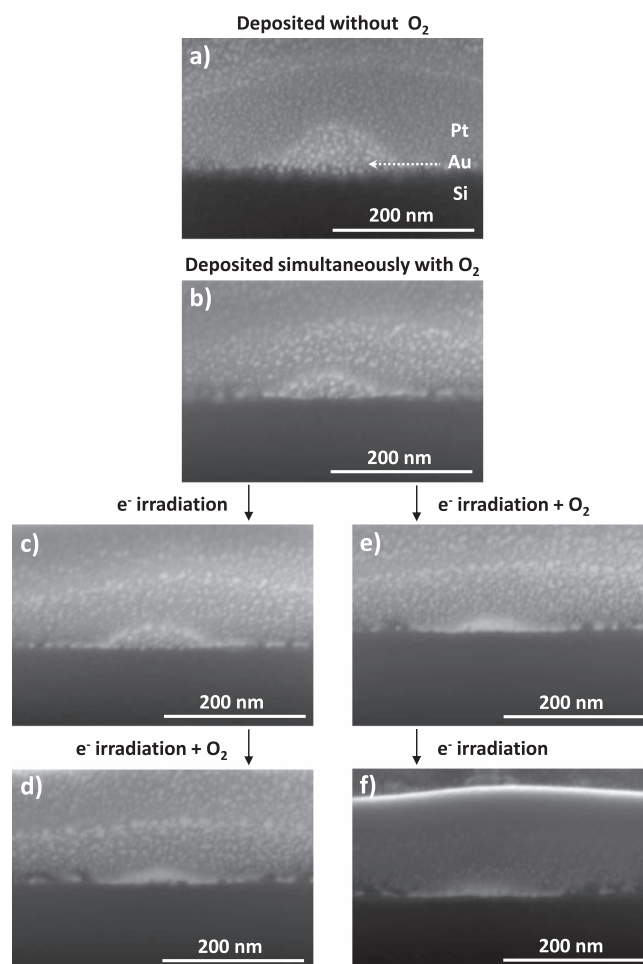 Deposited without O₂
a)
Pt
Au
Si
200 nm
Deposited simultaneously with O₂
b)
200 nm
e⁻ irradiation
e⁻ irradiation + O₂
c)
200 nm
e)
200 nm
e⁻ irradiation + O₂
e⁻ irradiation
d)
200 nm
f)
200 nm